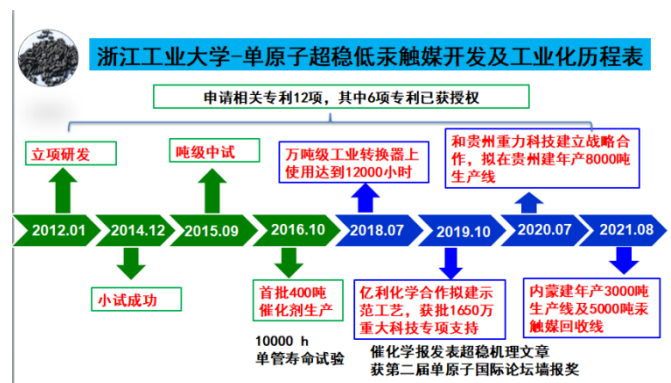 浙江工业大学-单原子超稳低汞触媒开发及工业化历程表
申请相关专利12项，其中6项专利已获授权
立项研发
吨级中试
万吨级工业转换器上
使用达到12000小时
和贵州重力科技建立战略合
作，拟在贵州建年产8000吨
生产线
2012.01
2014.12
2015.09
2016.10
2018.07
2019.10
2020.07
2021.08
小试成功
首批400吨
催化剂生产
10000 h
单管寿命试验
亿利化学合作拟建示
范工艺，获批1650万
重大科技专项支持
催化学报发表超稳机理文章
获第二届单原子国际论坛墙报奖
内蒙建年产3000吨
生产线及5000吨汞
触媒回收线